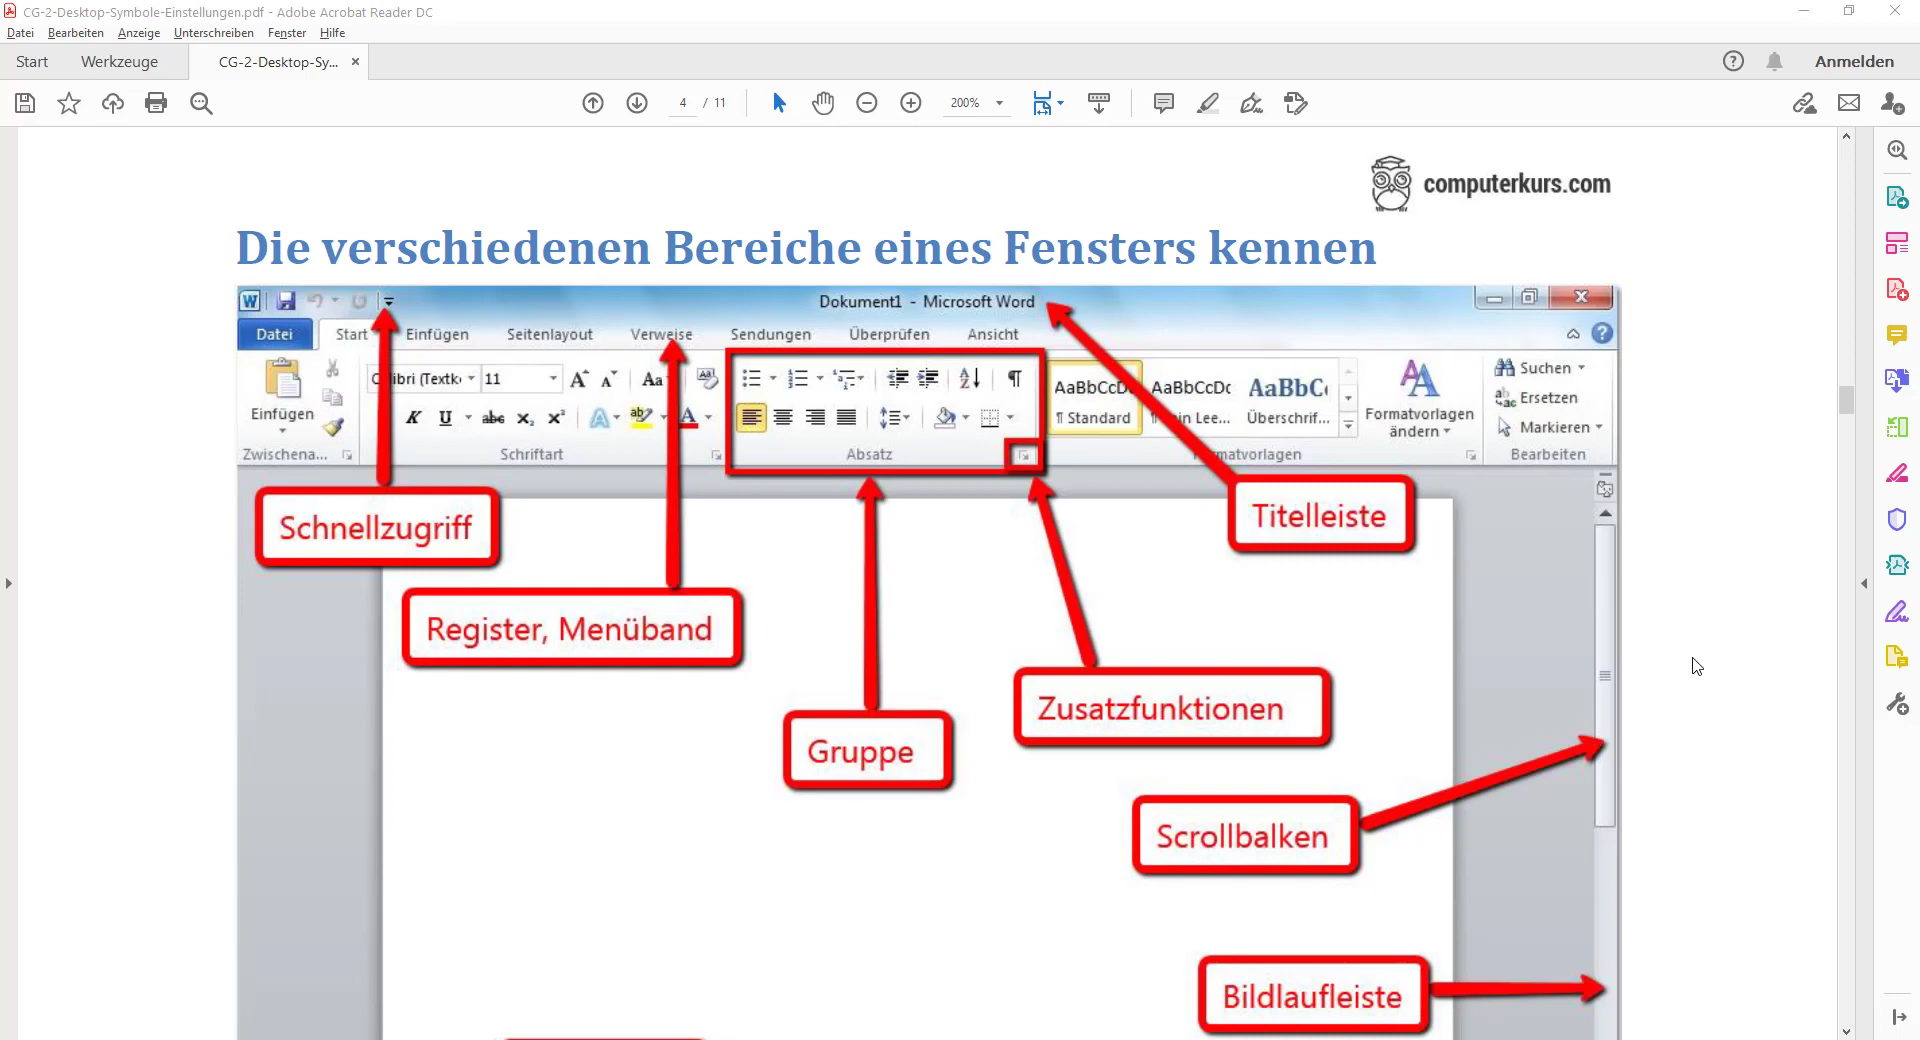 CG-2-Desktop-Symbole-Einstellungen.pdf - Adobe Acrobat Reader DC
Datei Bearbeiten Anzeige Unterschreiben Fenster Hilfe
Start Werkzeuge CG-2-Desktop-Sy... × Anmelden
4 / 11 200%
computerkurs.com
Die verschiedenen Bereiche eines Fensters kennen
Dokument1 - Microsoft Word
Datei Start Einfügen Seitenlayout Verweise Sendungen Überprüfen Ansicht
Einfügen
11
AaBbCcDc AaBbC
¶ Standard Lee... Überschrif...
Formatvorlagen
ändern
Suchen
Ersetzen
Markieren
Zwischena... Schriftart Absatz matvorlagen Bearbeiten
Schnellzugriff
Titelleiste
Register, Menüband
Zusatzfunktionen
Gruppe
Scrollbalken
Bildlaufleiste